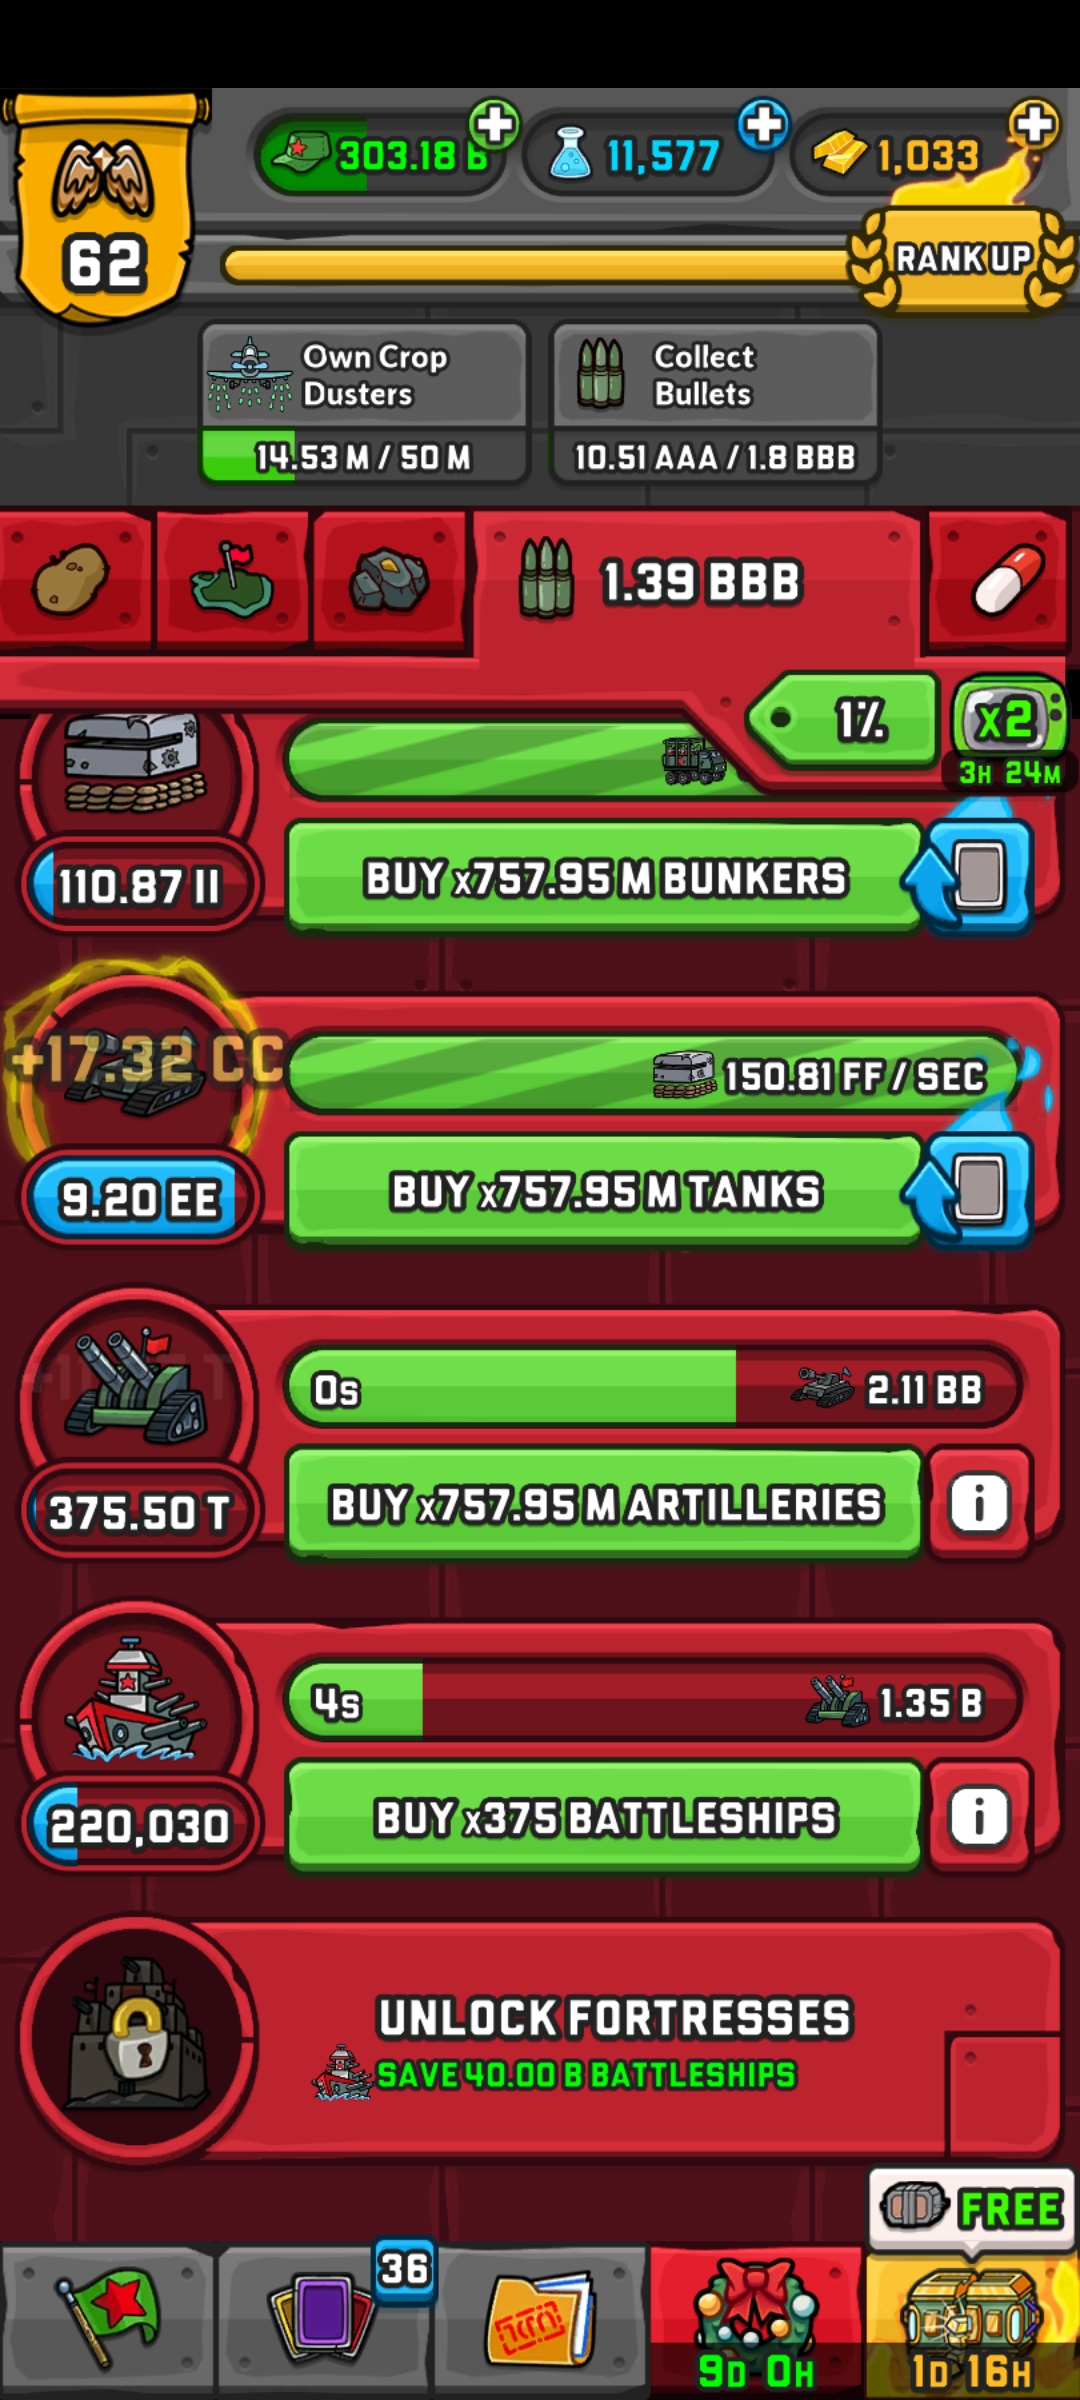 303.18 B
11,577
1,033
62
RANK UP
Own Crop
Dusters
14.53 M / 50 M
Collect
Bullets
10.51 AAA / 1.8 BBB
1.39 BBB
1%
x2
3H 24M
110.87 II
BUY x757.95 M BUNKERS
+17.32 CC
150.81 FF / SEC
9.20 EE
BUY x757.95 M TANKS
0s
2.11 BB
375.50 T
BUY x757.95 M ARTILLERIES
4s
1.35 B
220,030
BUY x375 BATTLESHIPS
UNLOCK FORTRESSES
SAVE 40.00 B BATTLESHIPS
FREE
36
9D 0H
1D 16H